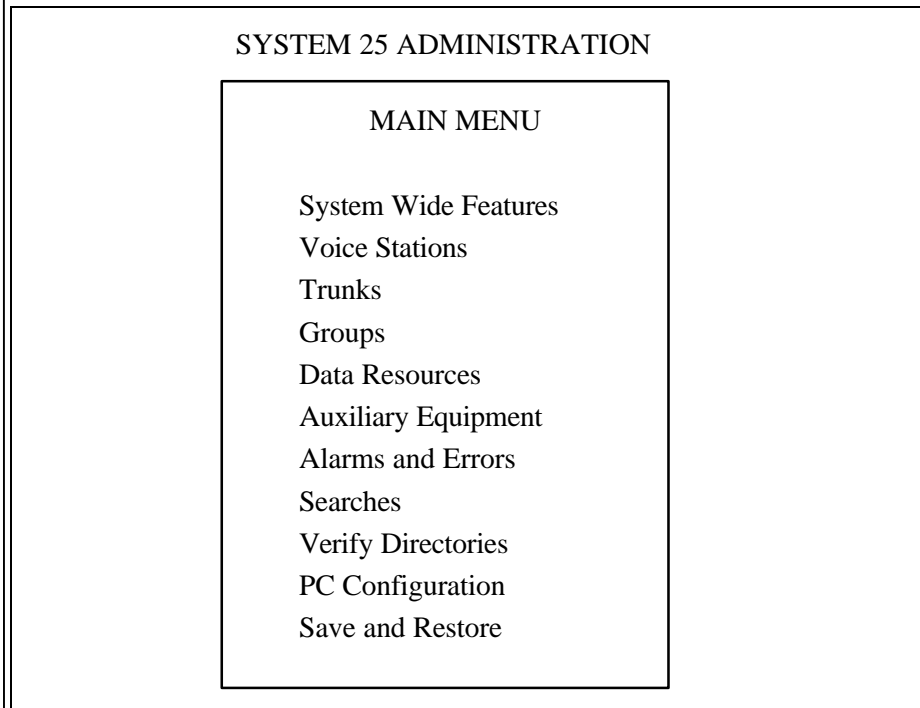 SYSTEM 25 ADMINISTRATION
MAIN MENU
System Wide Features
Voice Stations
Trunks
Groups
Data Resources
Auxiliary Equipment
Alarms and Errors
Searches
Verify Directories
PC Configuration
Save and Restore